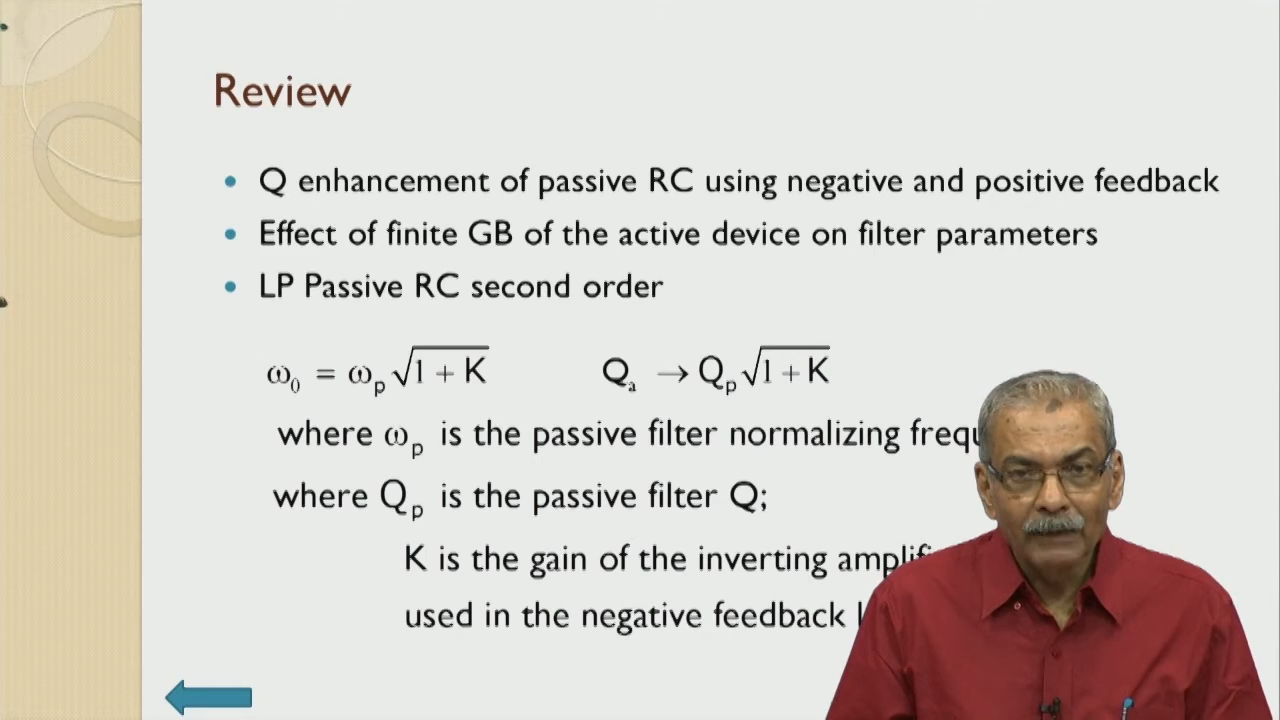 Review
• Q enhancement of passive RC using negative and positive feedback
• Effect of finite GB of the active device on filter parameters
• LP Passive RC second order
ω₀ = ωₚ√(1 + K) Qₐ → Qₚ√(1 + K)
where ωₚ is the passive filter normalizing
where Qₚ is the passive filter Q;
K is the gain of the inverting
used in the negative feedback